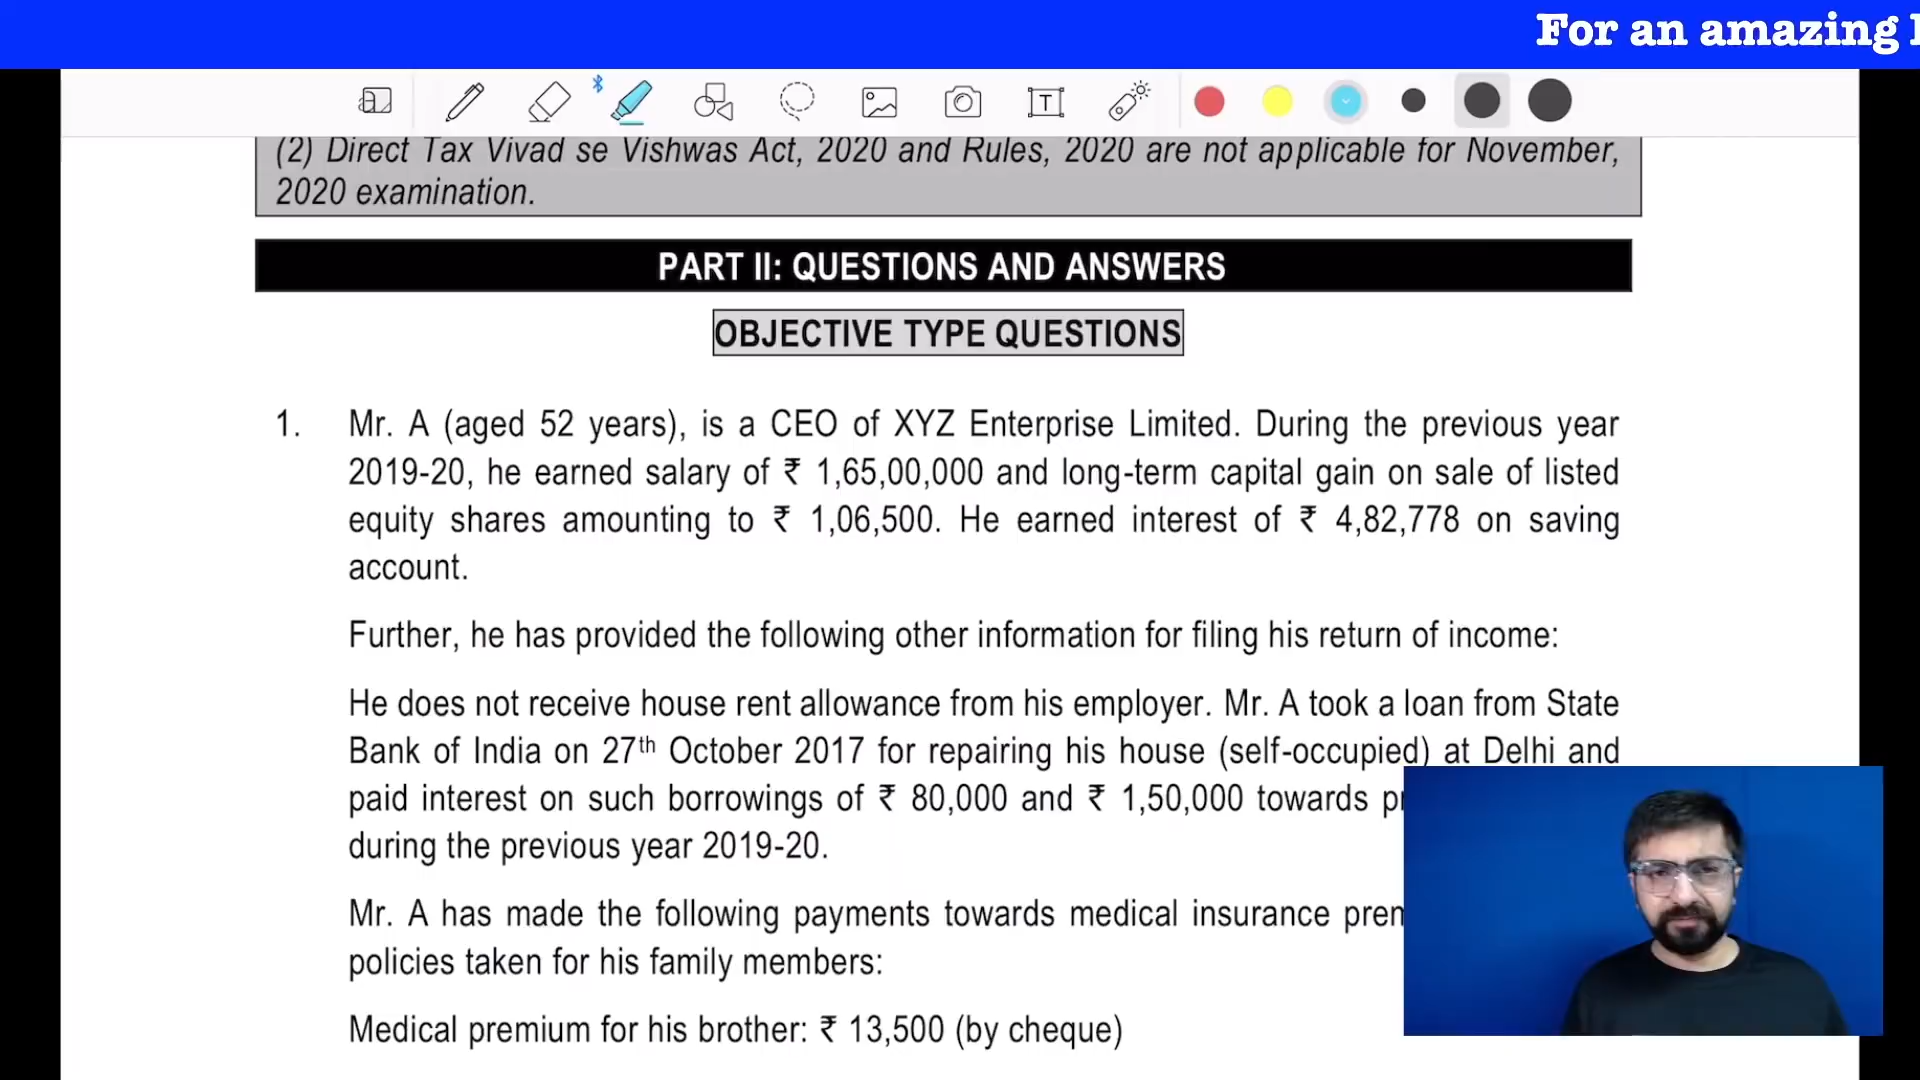 For an amazing
(2) Direct Tax Vivad se Vishwas Act, 2020 and Rules, 2020 are not applicable for November,
2020 examination.
PART II: QUESTIONS AND ANSWERS
OBJECTIVE TYPE QUESTIONS
1. Mr. A (aged 52 years), is a CEO of XYZ Enterprise Limited. During the previous year
2019-20, he earned salary of ₹ 1,65,00,000 and long-term capital gain on sale of listed
equity shares amounting to ₹ 1,06,500. He earned interest of ₹ 4,82,778 on saving
account.
Further, he has provided the following other information for filing his return of income:
He does not receive house rent allowance from his employer. Mr. A took a loan from State
Bank of India on 27th October 2017 for repairing his house (self-occupied) at Delhi and
paid interest on such borrowings of ₹ 80,000 and ₹ 1,50,000 towards
during the previous year 2019-20.
Mr. A has made the following payments towards medical insurance
policies taken for his family members:
Medical premium for his brother: ₹ 13,500 (by cheque)